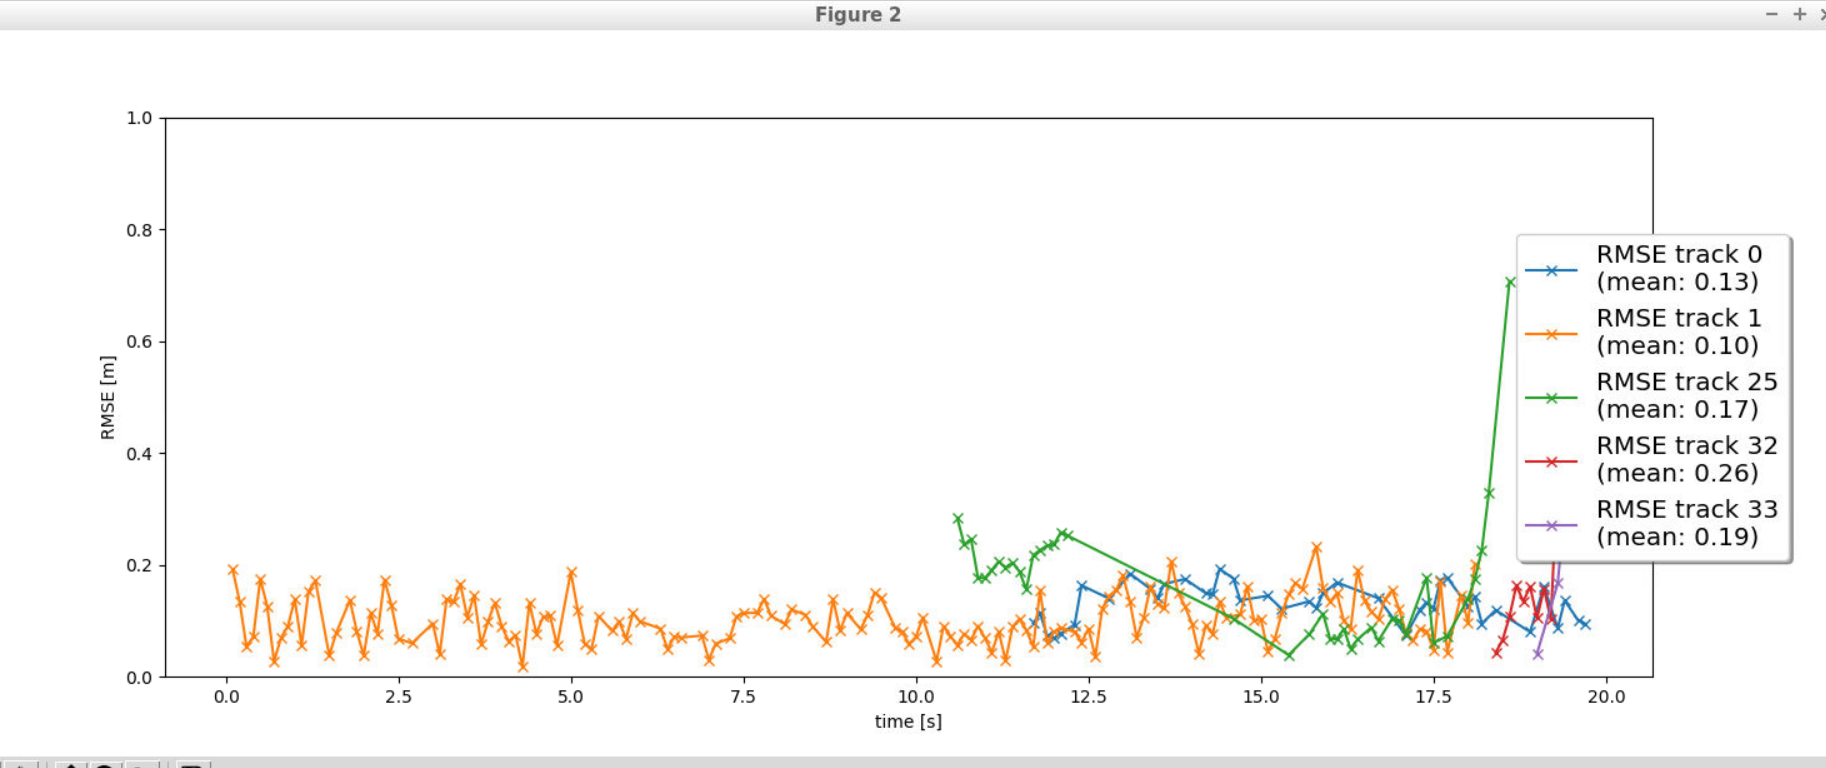 Figure 2
1.0
0.8
0.6
0.4
0.2
0.0
RMSE [m]
0.0 2.5 5.0 7.5 10.0 12.5 15.0 17.5 20.0
time [s]
RMSE track 0
(mean: 0.13)
RMSE track 1
(mean: 0.10)
RMSE track 25
(mean: 0.17)
RMSE track 32
(mean: 0.26)
RMSE track 33
(mean: 0.19)